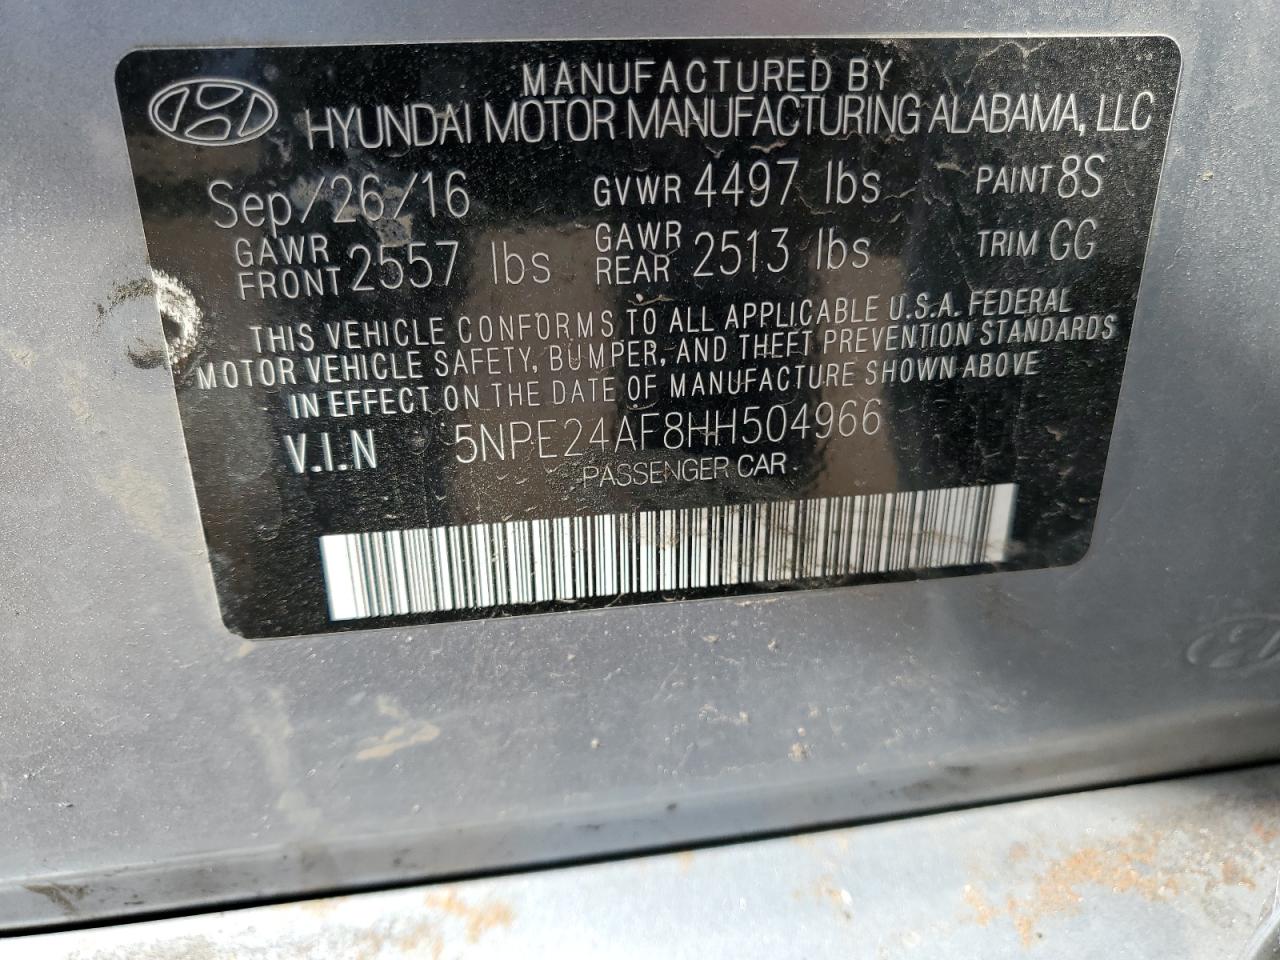 MANUFACTURED BY
HYUNDAI MOTOR MANUFACTURING ALABAMA, LLC
Sep/26/16 GVWR 4497 lbs PAINT 8S
GAWR FRONT 2557 lbs GAWR REAR 2513 lbs TRIM GG
THIS VEHICLE CONFORMS TO ALL APPLICABLE U.S.A. FEDERAL
MOTOR VEHICLE SAFETY, BUMPER, AND THEFT PREVENTION STANDARDS
IN EFFECT ON THE DATE OF MANUFACTURE SHOWN ABOVE
V.I.N 5NPE24AF8HH504966
PASSENGER CAR